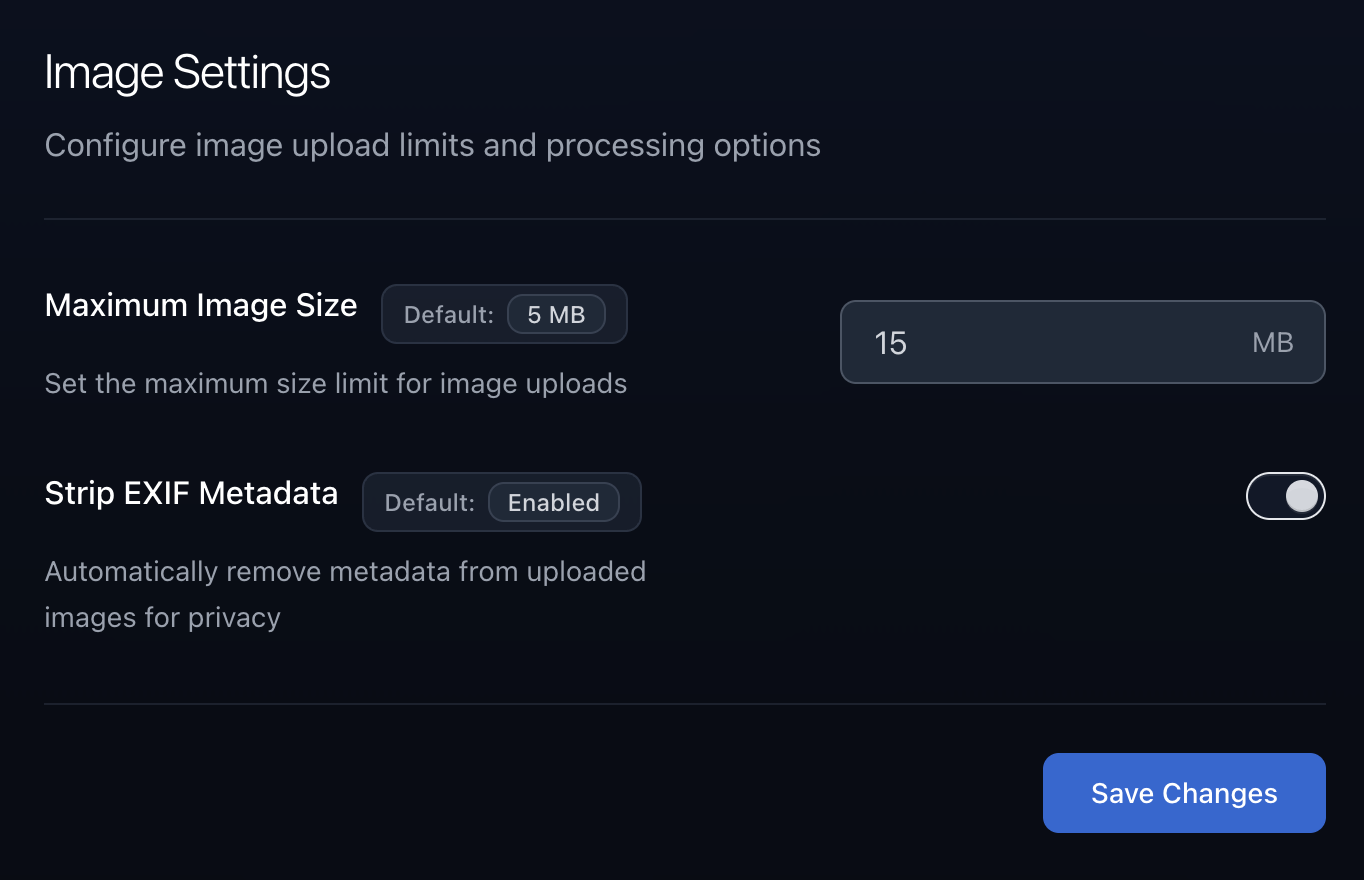 Image Settings
Configure image upload limits and processing options
Maximum Image Size Default: 5 MB
Set the maximum size limit for image uploads
15 MB
Strip EXIF Metadata Default: Enabled
Automatically remove metadata from uploaded
images for privacy
Save Changes